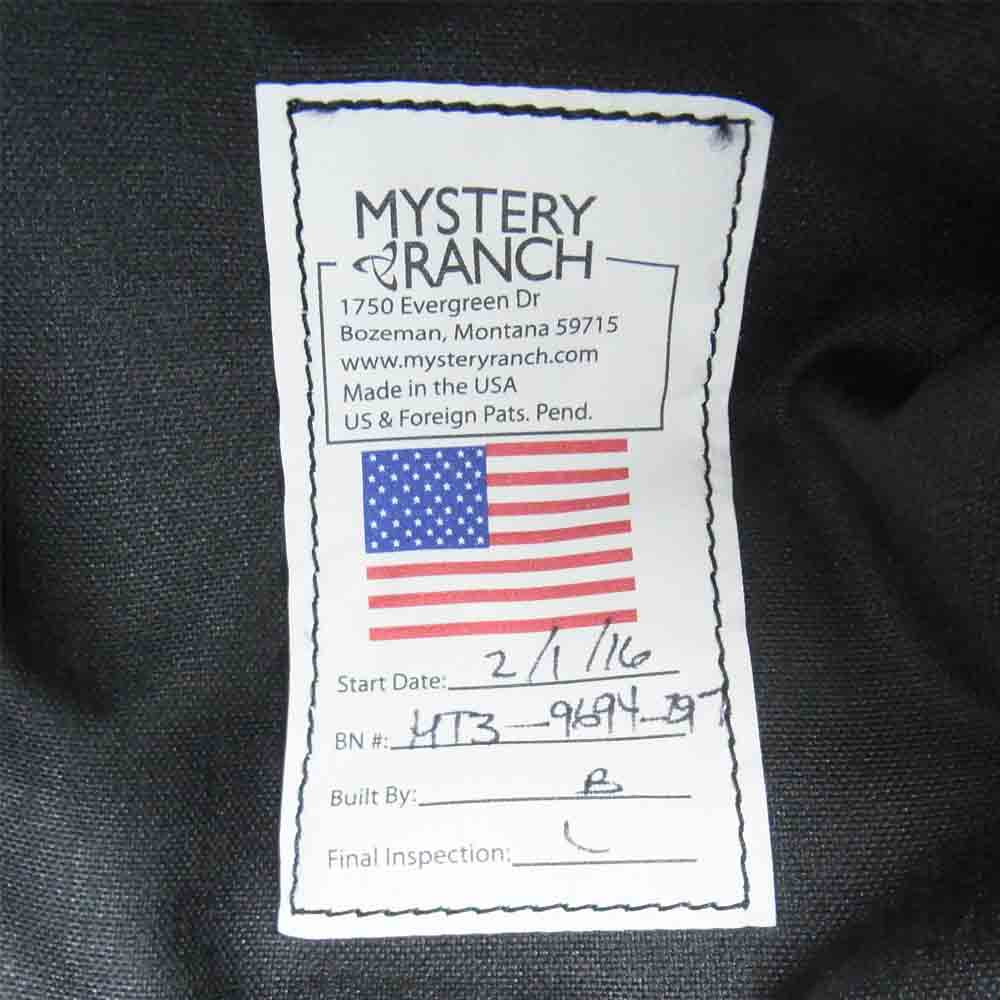 MYSTERY
RANCH
1750 Evergreen Dr
Bozeman, Montana 59715
www.mysteryranch.com
Made in the USA
US & Foreign Pats. Pend.
Start Date: 2/1/16
BN #:
Built By: B
Final Inspection: